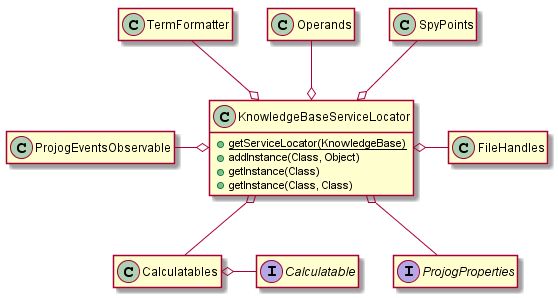 C TermFormatter
C Operands
C SpyPoints
C KnowledgeBaseServiceLocator
getServiceLocator(KnowledgeBase)
addInstance(Class, Object)
getInstance(Class)
getInstance(Class, Class)
C ProjogEventsObservable
C FileHandles
C Calculatables
I Calculatable
I ProjogProperties